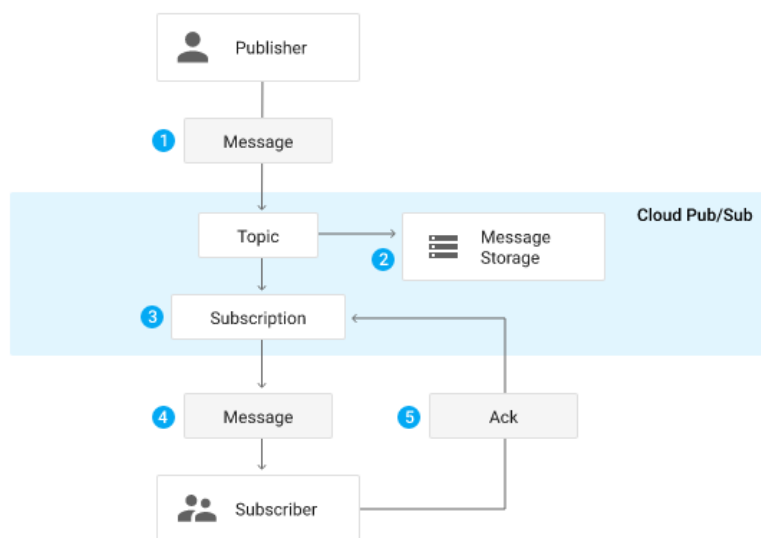 Publisher
1
Message
Cloud Pub/Sub
Topic
Message
Storage
2
3
Subscription
4
Message
5
Ack
Subscriber